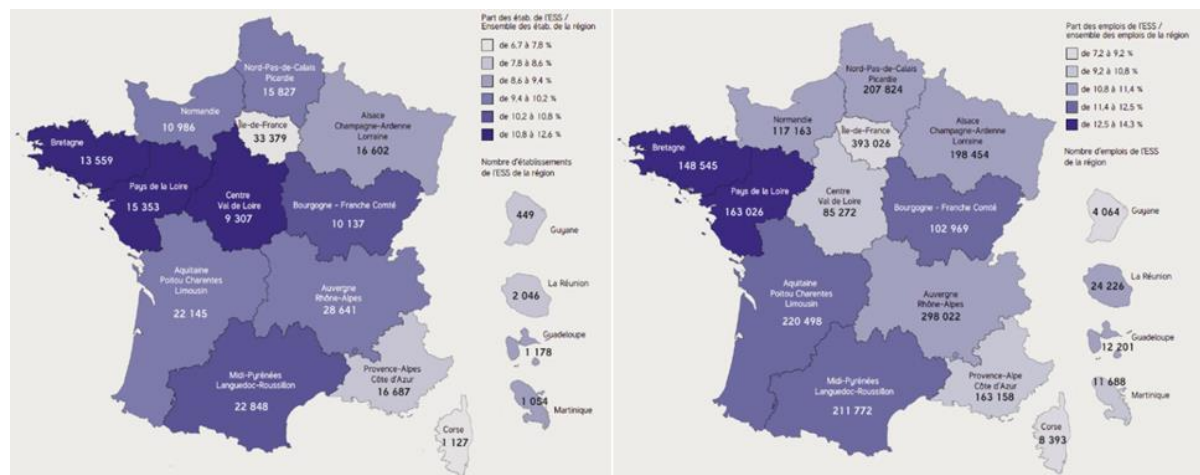 Part des étab. de l'ESS /
Ensemble des étab. de la région
de 6,7 à 7,8 %
de 7,8 à 8,6 %
de 8,6 à 9,4 %
de 9,4 à 10,2 %
de 10,2 à 10,8 %
de 10,8 à 12,6 %
Nord-Pas-de-Calais
Picardie
15 827
Normandie
10 986
Île-de-France
33 379
Alsace
Champagne-Ardenne
Lorraine
16 602
Bretagne
13 559
Pays de la Loire
15 353
Centre
Val de Loire
9 307
Bourgogne - Franche Comté
10 137
Aquitaine
Poitou Charentes
Limousin
22 145
Auvergne
Rhône-Alpes
28 641
Midi-Pyrénées
Languedoc-Roussillon
22 848
Provence-Alpes
Côte d'Azur
16 687
Corse
1 127
Nombre d'établissements
de l'ESS de la région
449
Guyane
2 046
La Réunion
Guadeloupe
1 178
1 054
Martinique
Part des emplois de l'ESS /
ensemble des emplois de la région
de 7,2 à 9,2 %
de 9,2 à 10,8 %
de 10,8 à 11,4 %
de 11,4 à 12,5 %
de 12,5 à 14,3 %
Nord-Pas-de-Calais
Picardie
207 824
Normandie
117 163
Île-de-France
393 026
Alsace
Champagne-Ardenne
Lorraine
198 454
Bretagne
148 545
Pays de la Loire
163 026
Centre
Val de Loire
85 272
Bourgogne - Franche Comté
102 969
Aquitaine
Poitou Charentes
Limousin
220 498
Auvergne
Rhône-Alpes
298 022
Midi-Pyrénées
Languedoc-Roussillon
211 772
Provence-Alpe
Côte d'Azur
163 158
Corse
8 393
Nombre d'emplois de l'ESS
de la région
4 064
Guyane
La Réunion
24 226
Guadeloupe
12 201
11 688
Martinique